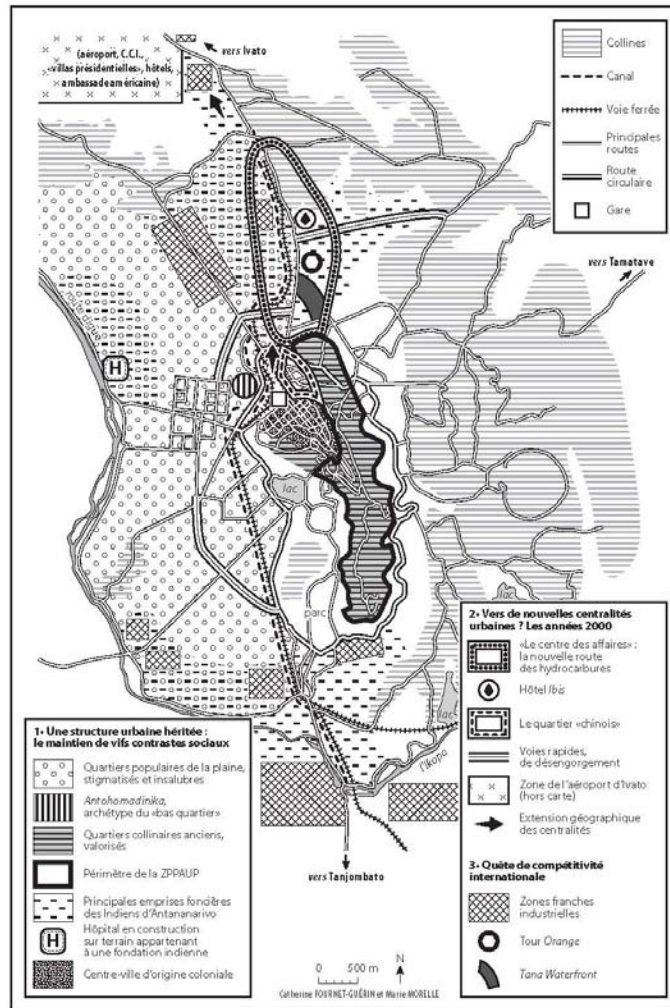 (aéroport, C.C.I.,
«villas présidentielles», hôtels,
ambassade américaine)
vers Ivato
Collines
Canal
Voie ferrée
Principales
routes
Route
circulaire
Gare
vers Tamatave
H
lac
parc
lac
lac
l'Ikopa
vers Tanjombato
1• Une structure urbaine héritée :
le maintien de vifs contrastes sociaux
Quartiers populaires de la plaine,
stigmatisés et insalubres
Antohomadinika,
archétype du «bas quartier»
Quartiers collinaires anciens,
valorisés
Périmètre de la ZPPAUP
Principales emprises foncières
des Indiens d'Antananarivo
H
Hôpital en construction
sur terrain appartenant
à une fondation indienne
Centre-ville d'origine coloniale
2• Vers de nouvelles centralités
urbaines ? Les années 2000
«Le centre des affaires» :
la nouvelle route
des hydrocarbures
Hôtel Ibis
Le quartier «chinois»
Voies rapides,
de désengorgement
Zone de l'aéroport d'Ivato
(hors carte)
Extension géographique
des centralités
3• Quête de compétitivité
internationale
Zones franches
industrielles
Tour Orange
Tana Waterfront
0 500 m
N
Catherine FOURNET-GUÉRIN et Marie MORELLE